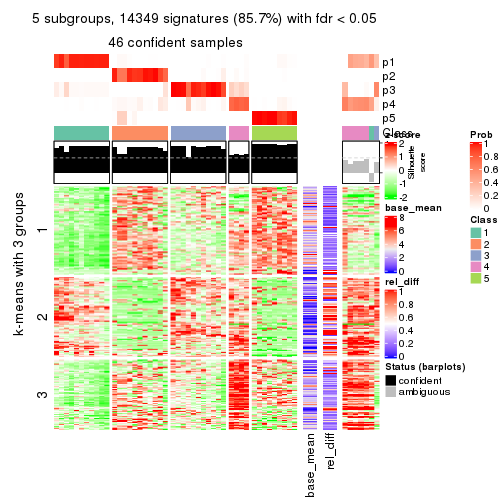 5 subgroups, 14349 signatures (85.7%) with fdr < 0.05
46 confident samples
p1
p2
p3
p4
p5
Class
Silhouette
score
k-means with 3 groups
1
2
3
base_mean
rel_diff
z-score
2
1
0
-1
-2
base_mean
8
6
4
2
0
rel_diff
1
0.8
0.6
0.4
0.2
0
Status (barplots)
confident
ambiguous
Prob
1
0.8
0.6
0.4
0.2
0
Class
1
2
3
4
5